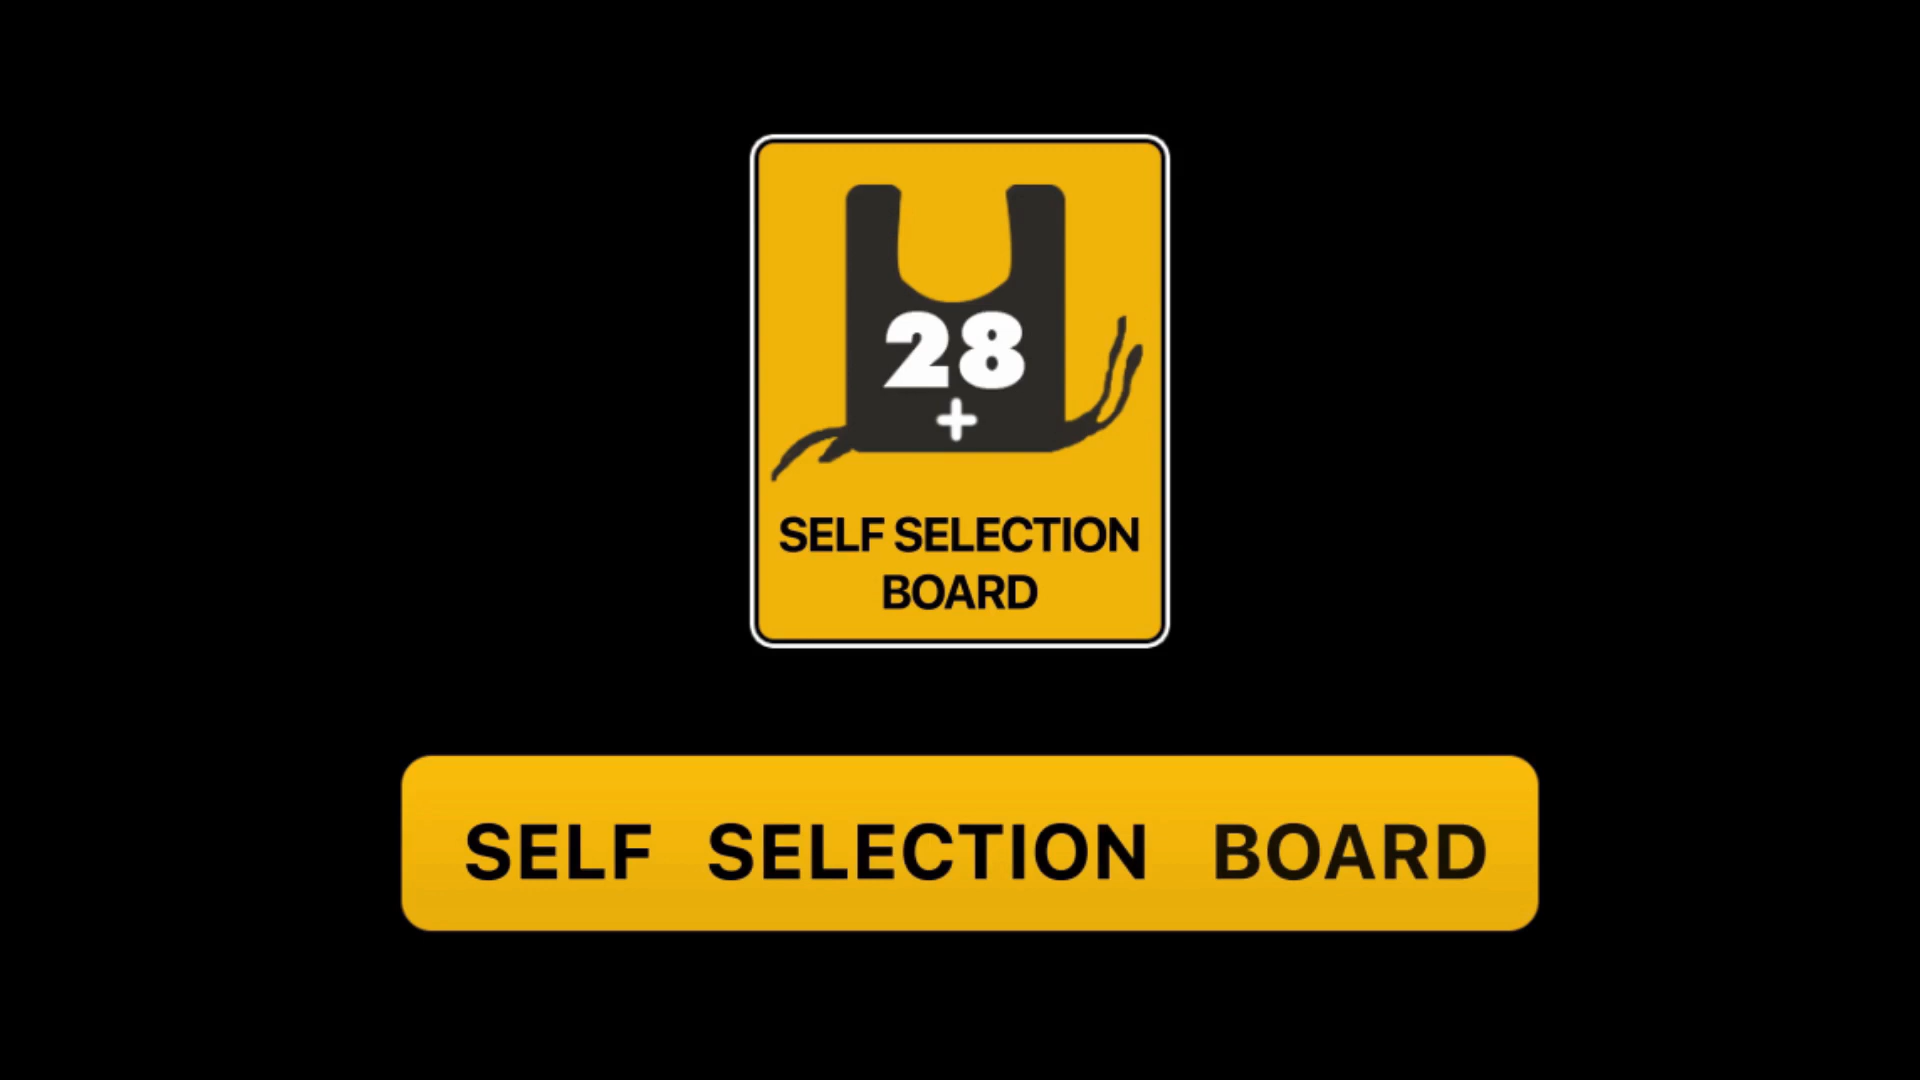 28
+
SELF SELECTION
BOARD
SELF SELECTION BOARD